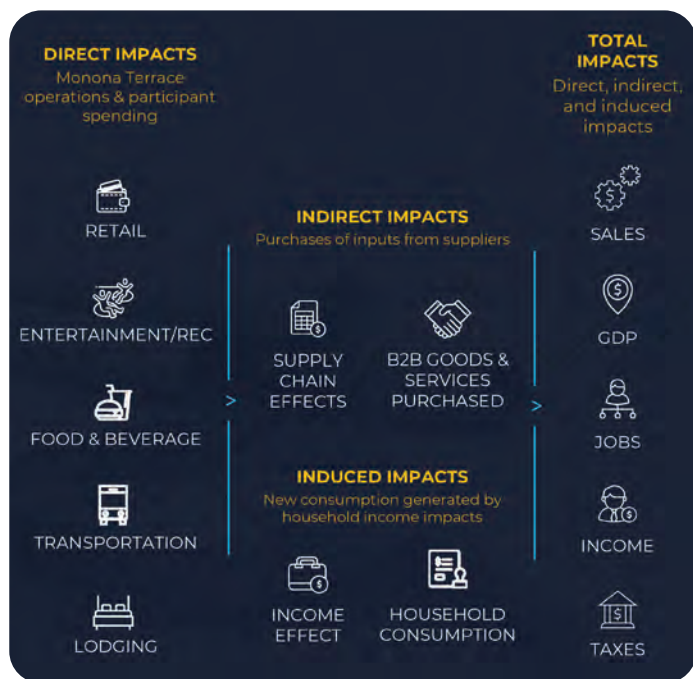 DIRECT IMPACTS
Monona Terrace
operations & participant
spending
RETAIL
ENTERTAINMENT/REC
FOOD & BEVERAGE
TRANSPORTATION
LODGING
>
INDIRECT IMPACTS
Purchases of inputs from suppliers
$
SUPPLY
CHAIN
EFFECTS
B2B GOODS &
SERVICES
PURCHASED
INDUCED IMPACTS
New consumption generated by
household income impacts
$
INCOME
EFFECT
HOUSEHOLD
CONSUMPTION
>
TOTAL
IMPACTS
Direct, indirect,
and induced
impacts
$
SALES
$
GDP
JOBS
$
INCOME
$
TAXES